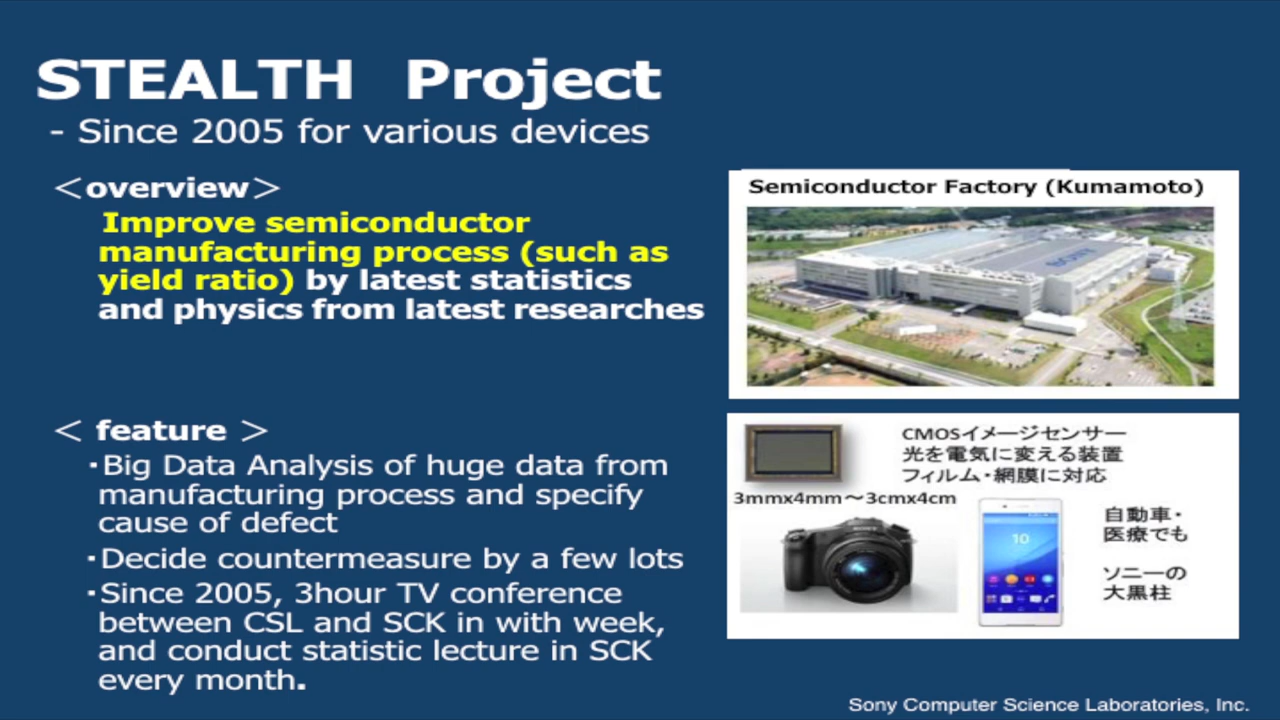 STEALTH Project
- Since 2005 for various devices
＜overview＞
Improve semiconductor
manufacturing process (such as
yield ratio) by latest statistics
and physics from latest researches
＜ feature ＞
・Big Data Analysis of huge data from
manufacturing process and specify
cause of defect
・Decide countermeasure by a few lots
・Since 2005, 3hour TV conference
between CSL and SCK in with week,
and conduct statistic lecture in SCK
every month.
Semiconductor Factory (Kumamoto)
SONY
CMOSイメージセンサー
光を電気に変える装置
フィルム・網膜に対応
3mmx4mm～3cmx4cm
SONY
10
自動車・
医療でも
ソニーの
大黒柱
Sony Computer Science Laboratories, Inc.